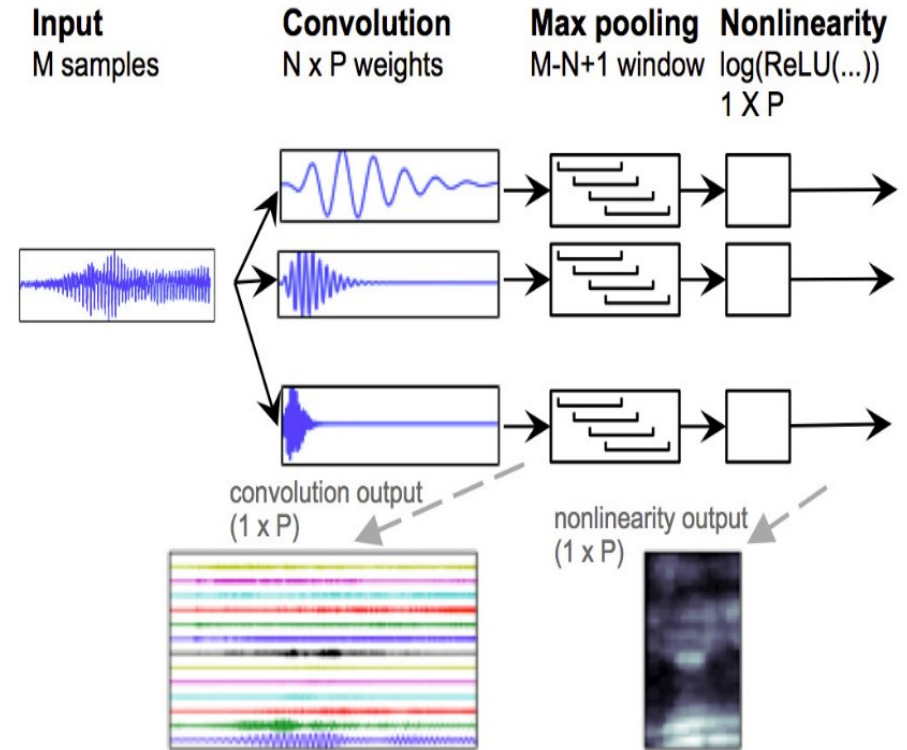 Input
M samples
Convolution
N x P weights
Max pooling
M-N+1 window
Nonlinearity
log(ReLU(...))
1 X P
convolution output
(1 x P)
nonlinearity output
(1 x P)